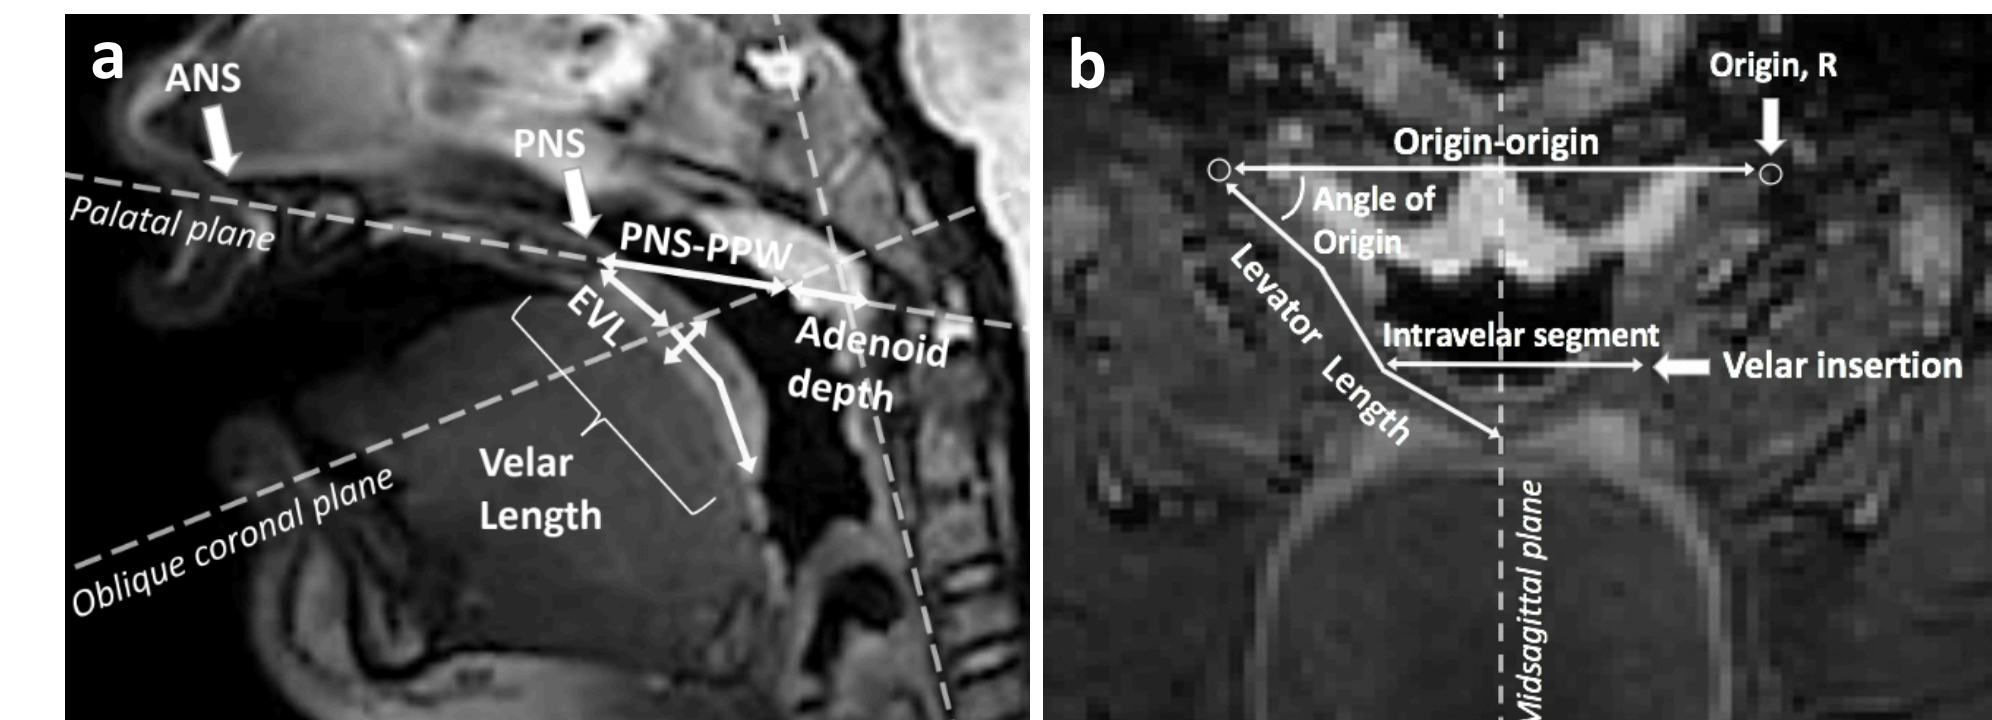 a
ANS
PNS
Palatal plane
PNS-PPW
EVL
Adenoid
depth
Velar
Length
Oblique coronal plane
b
Origin, R
Origin-origin
Angle of
Origin
Levator Length
Intravelar segment
Velar insertion
Midsagittal plane